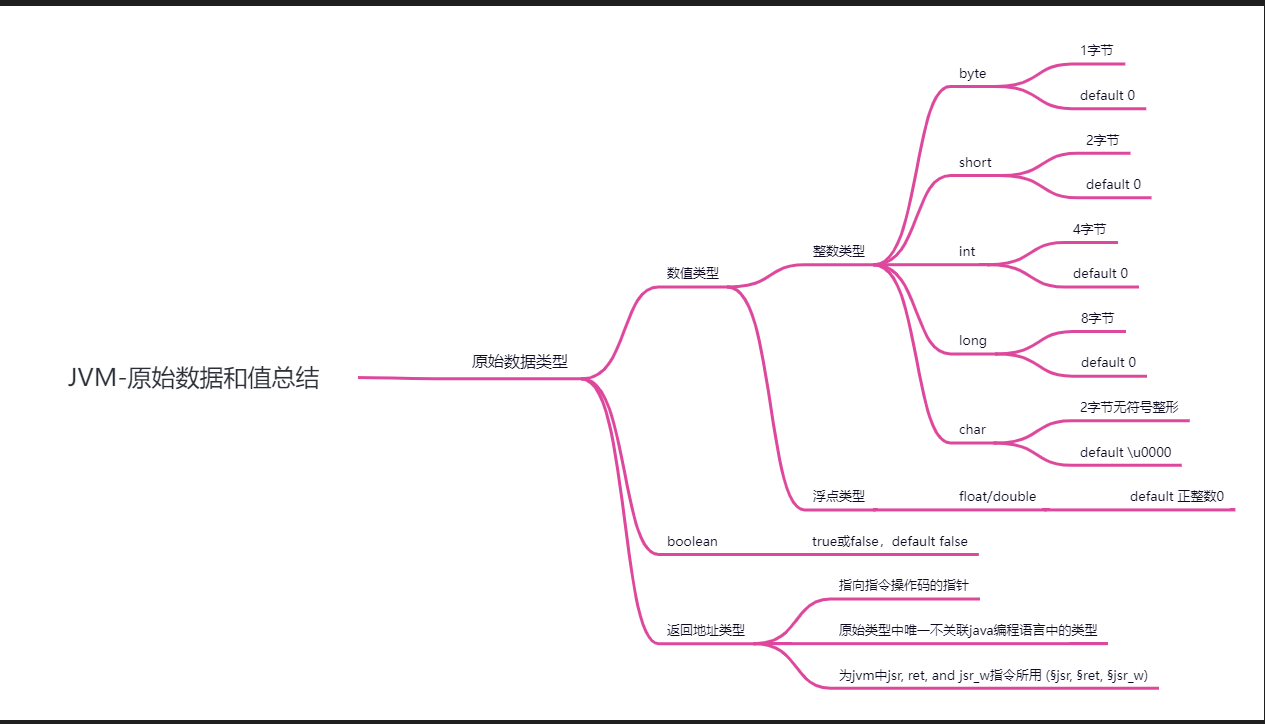 JVM-原始数据和值总结
原始数据类型
数值类型
整数类型
byte
1字节
default 0
short
2字节
default 0
int
4字节
default 0
long
8字节
default 0
char
2字节无符号整形
default \u0000
浮点类型
float/double
default 正整数0
boolean
true或false，default false
返回地址类型
指向指令操作码的指针
原始类型中唯一不关联java编程语言中的类型
为jvm中jsr, ret, and jsr_w指令所用 (§jsr, §ret, §jsr_w)